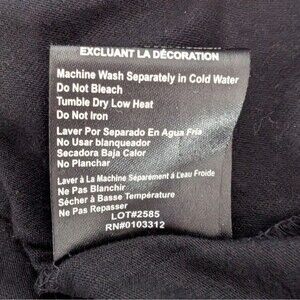 EXCLUANT LA DÉCORATION
Machine Wash Separately in Cold Water
Do Not Bleach
Tumble Dry Low Heat
Do Not Iron
Laver Por Separado En Agua Fria
No Usar blanqueador
Secadora Baja Calor
No Planchar
Laver à La Machine Séparement à L'eau Froide
Ne Pas Blanchir
Sécher à Basse Température
Ne Pas Repasser
LOT#2585
RN#0103312